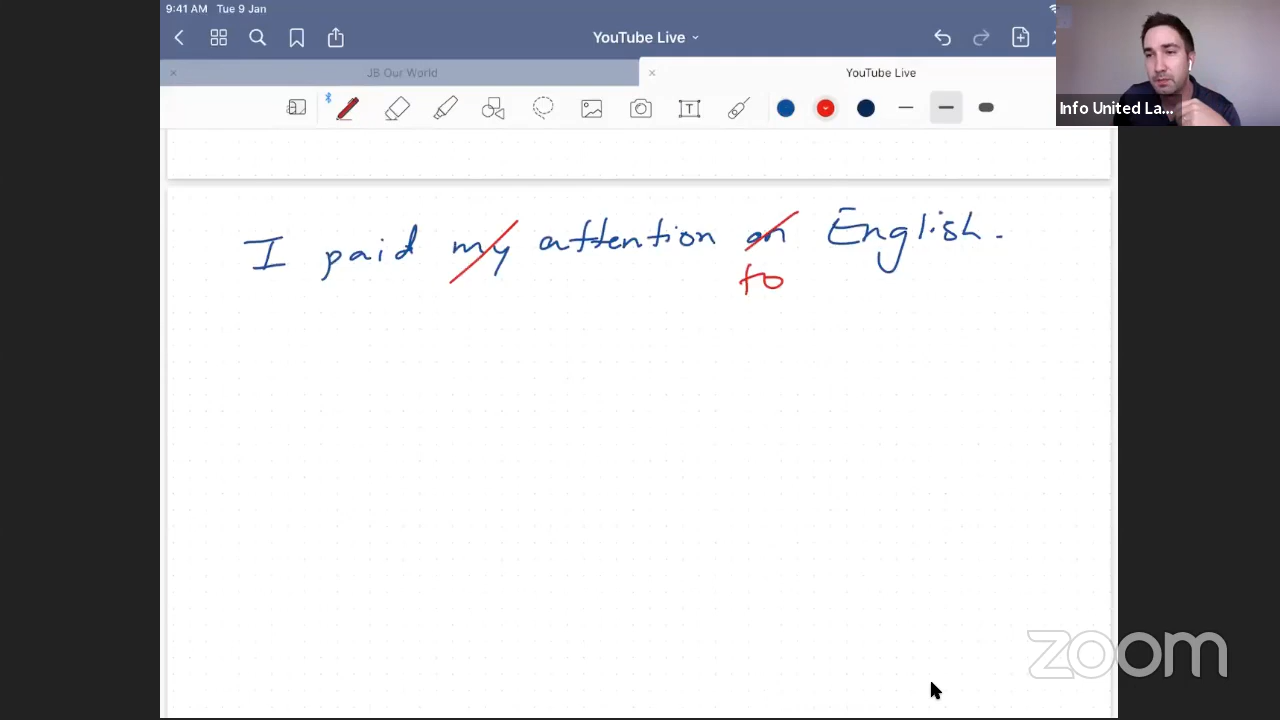 9:41 AM Tue 9 Jan
YouTube Live
JB Our World
YouTube Live
T
Info United La...
I paid my attention on English.
to
zoom